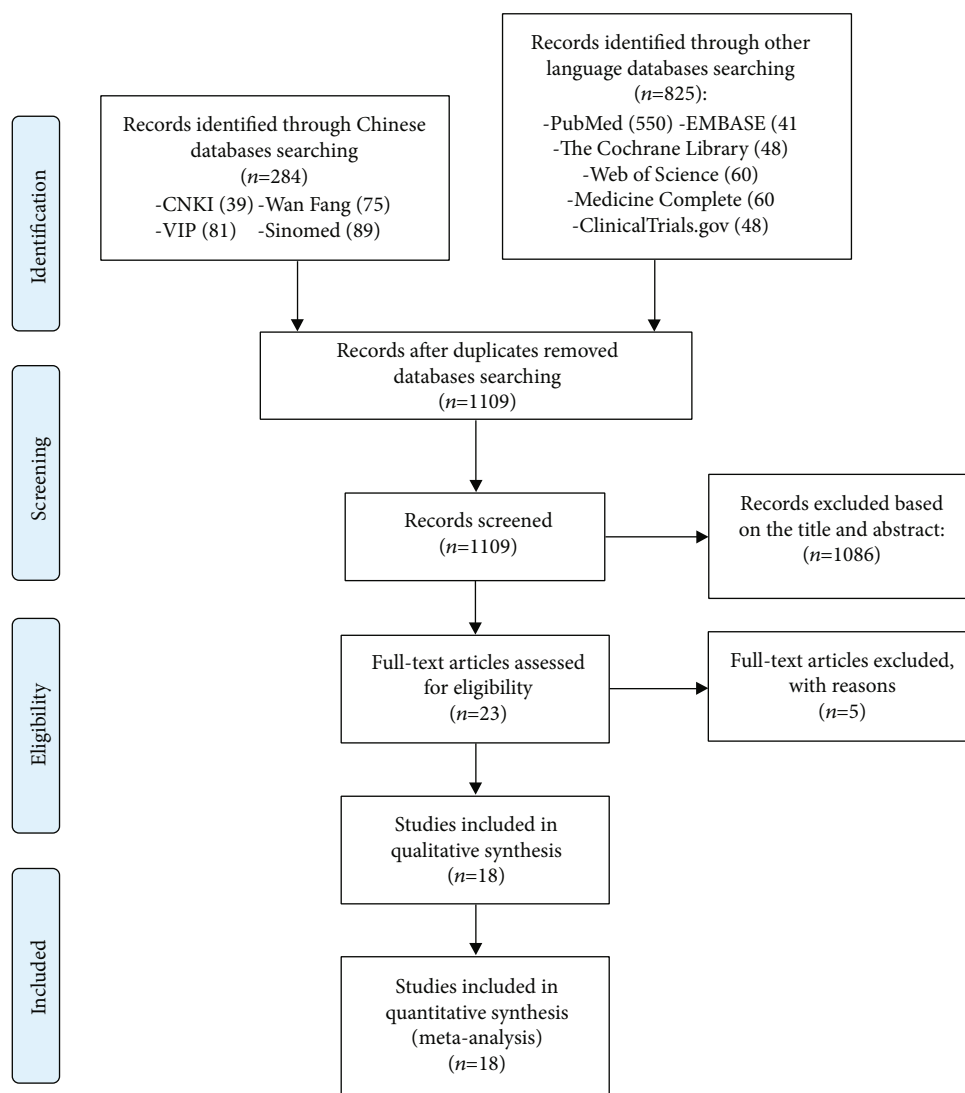 Identification
Records identified through Chinese
databases searching
(n=284)
-CNKI (39) -Wan Fang (75)
-VIP (81) -Sinomed (89)
Records identified through other
language databases searching
(n=825):
-PubMed (550) -EMBASE (41
-The Cochrane Library (48)
-Web of Science (60)
-Medicine Complete (60
-ClinicalTrials.gov (48)
Records after duplicates removed
databases searching
(n=1109)
Screening
Records screened
(n=1109)
Records excluded based
on the title and abstract:
(n=1086)
Eligibility
Full-text articles assessed
for eligibility
(n=23)
Full-text articles excluded,
with reasons
(n=5)
Studies included in
qualitative synthesis
(n=18)
Included
Studies included in
quantitative synthesis
(meta-analysis)
(n=18)